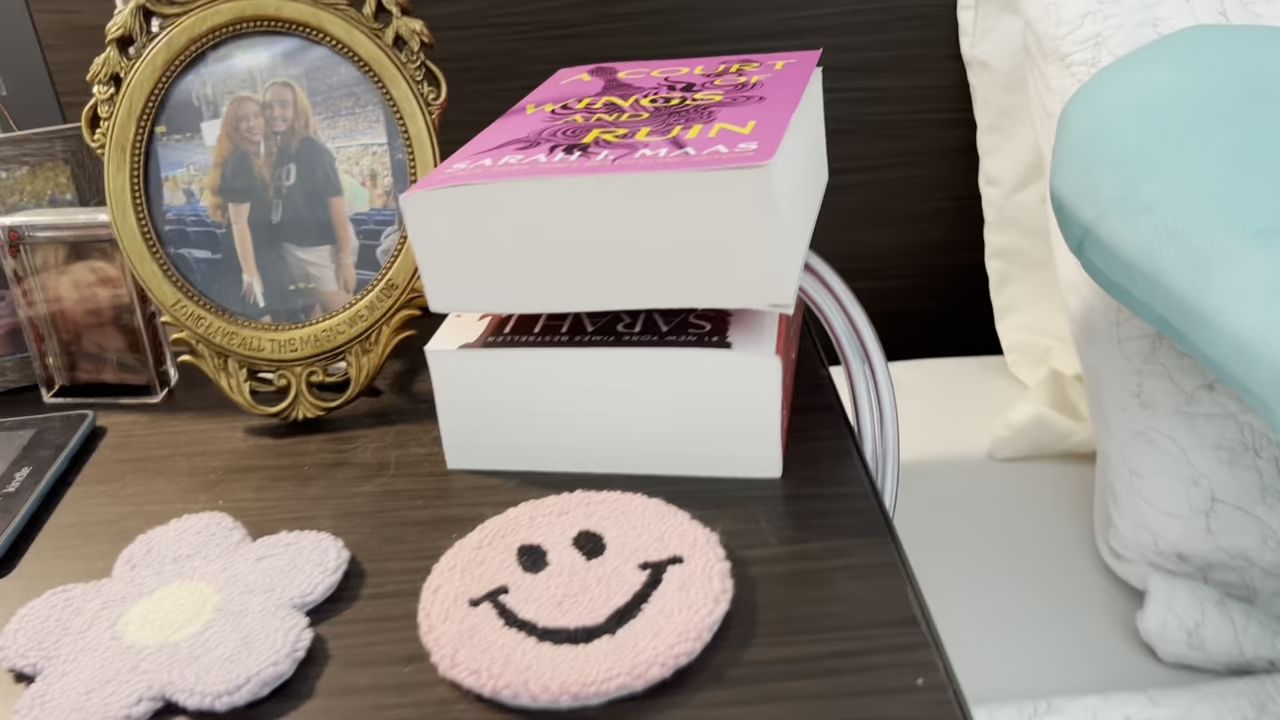 A COURT
OF
WINGS
AND
RUIN
SARAH J. MAAS
LONG LIVE ALL THE MAGIC WE MADE
SARAH J
#1 NEW YORK TIMES BESTSELLER
kindle